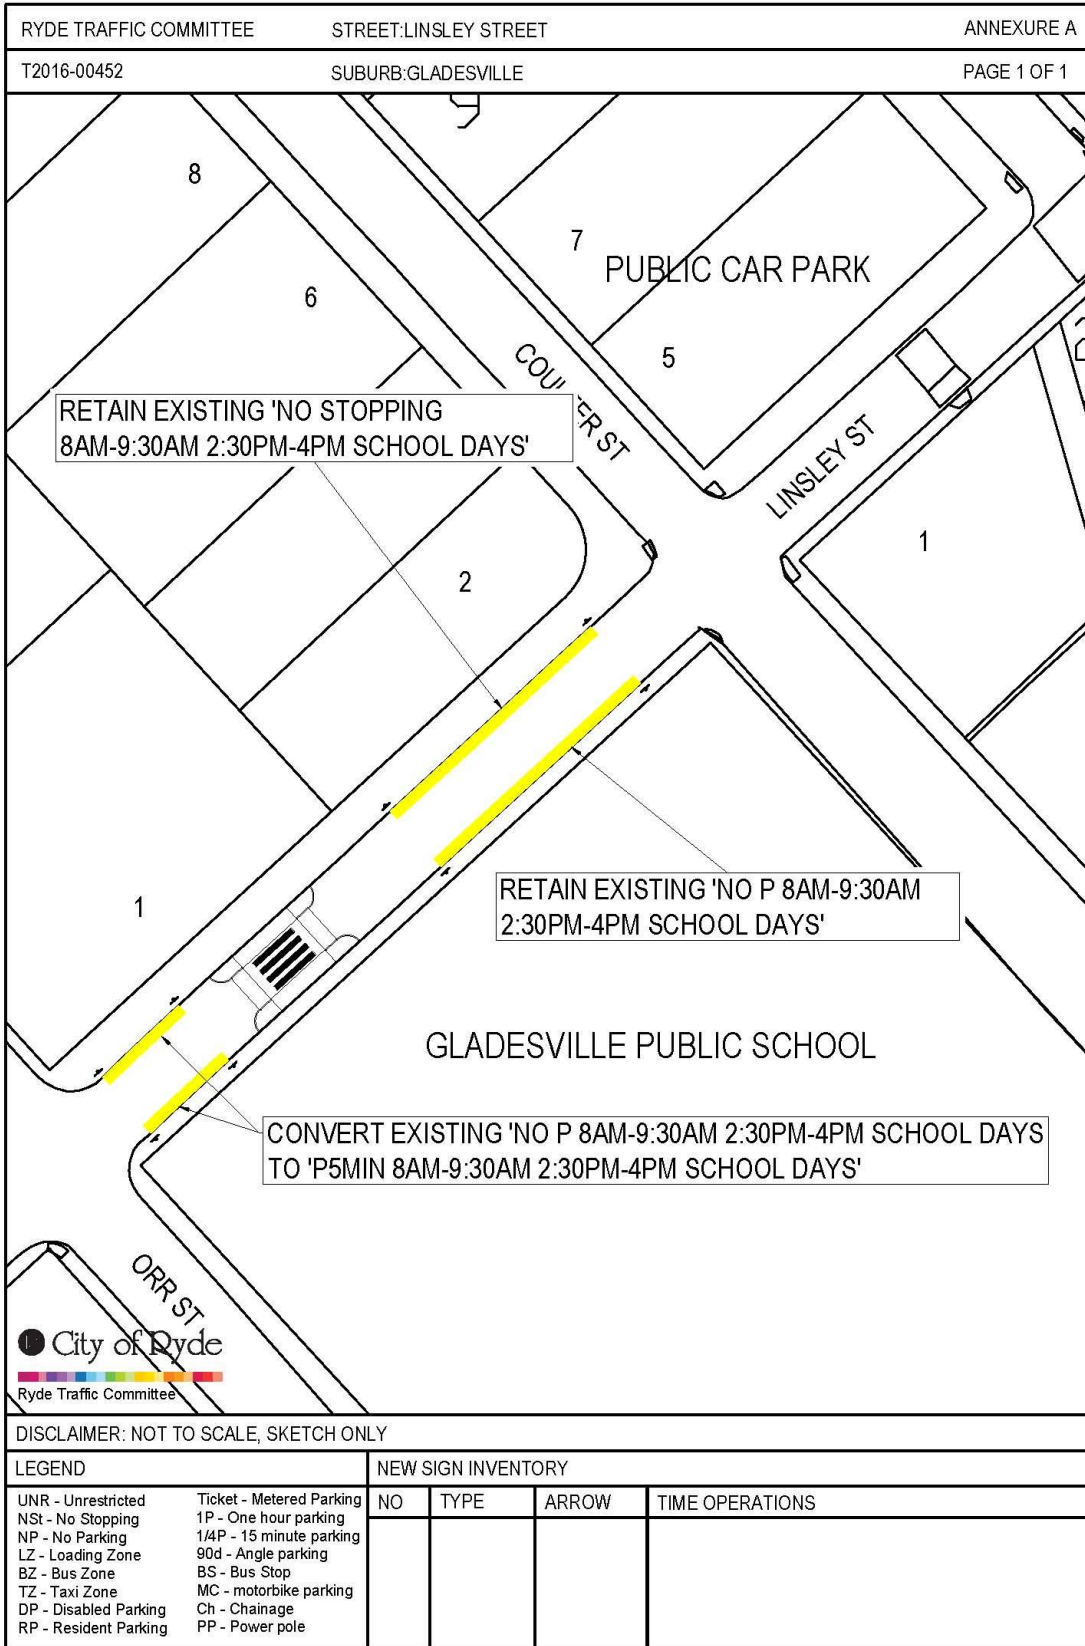 RYDE TRAFFIC COMMITTEE STREET:LINSLEY STREET ANNEXURE A
T2016-00452 SUBURB:GLADESVILLE PAGE 1 OF 1
8
7
PUBLIC CAR PARK
6
5
RETAIN EXISTING 'NO STOPPING
8AM-9:30AM 2:30PM-4PM SCHOOL DAYS'
LINSLEY ST
1
2
RETAIN EXISTING 'NO P 8AM-9:30AM
2:30PM-4PM SCHOOL DAYS'
1
GLADESVILLE PUBLIC SCHOOL
CONVERT EXISTING 'NO P 8AM-9:30AM 2:30PM-4PM SCHOOL DAYS
TO 'P5MIN 8AM-9:30AM 2:30PM-4PM SCHOOL DAYS'
ORR ST
City of Ryde
Ryde Traffic Committee
DISCLAIMER: NOT TO SCALE, SKETCH ONLY
LEGEND
UNR - Unrestricted
NSt - No Stopping
NP - No Parking
LZ - Loading Zone
BZ - Bus Zone
TZ - Taxi Zone
DP - Disabled Parking
RP - Resident Parking
Ticket - Metered Parking
1P - One hour parking
1/4P - 15 minute parking
90d - Angle parking
BS - Bus Stop
MC - motorbike parking
Ch - Chainage
PP - Power pole
NEW SIGN INVENTORY
NO TYPE ARROW TIME OPERATIONS